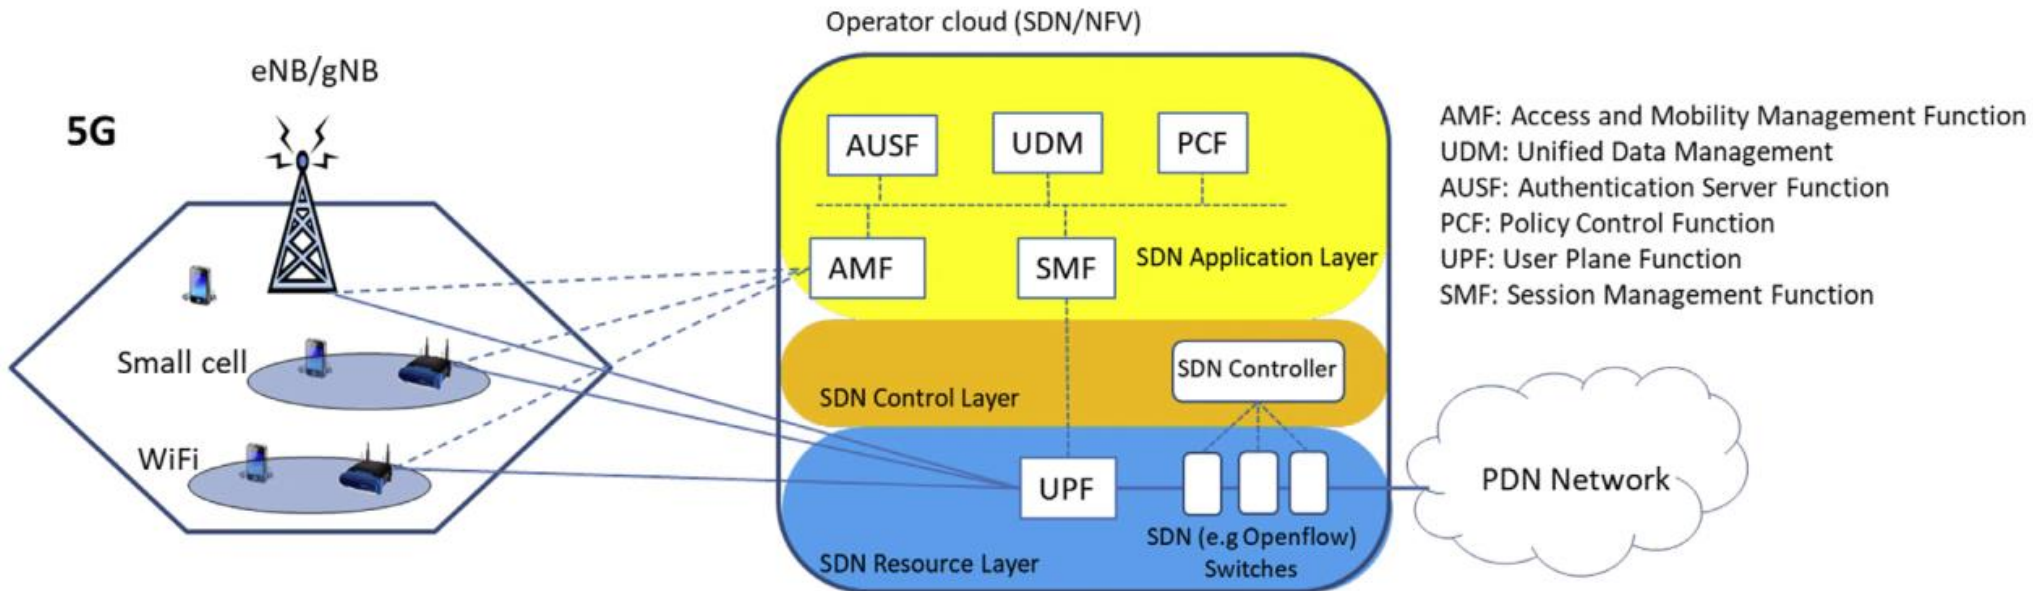 Operator cloud (SDN/NFV)
eNB/gNB
5G
Small cell
WiFi
AUSF
UDM
PCF
AMF
SMF
SDN Application Layer
SDN Controller
SDN Control Layer
UPF
SDN (e.g Openflow)
Switches
SDN Resource Layer
PDN Network
AMF: Access and Mobility Management Function
UDM: Unified Data Management
AUSF: Authentication Server Function
PCF: Policy Control Function
UPF: User Plane Function
SMF: Session Management Function